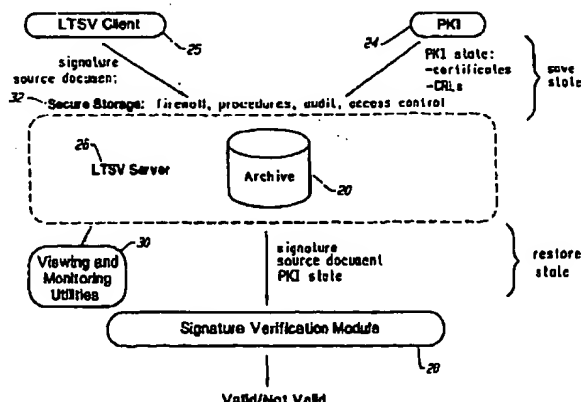 LTSV Client
25
24
PKI
signature
source document;
PKI state:
-certificates
-CRLs
save
state
32
Secure Storage: firewall, procedures, audit, access control
26
LTSV Server
Archive
20
30
Viewing and
Monitoring
Utilities
signature
source document
PKI state
restore
state
Signature Verification Module
28
Valid/Not Valid